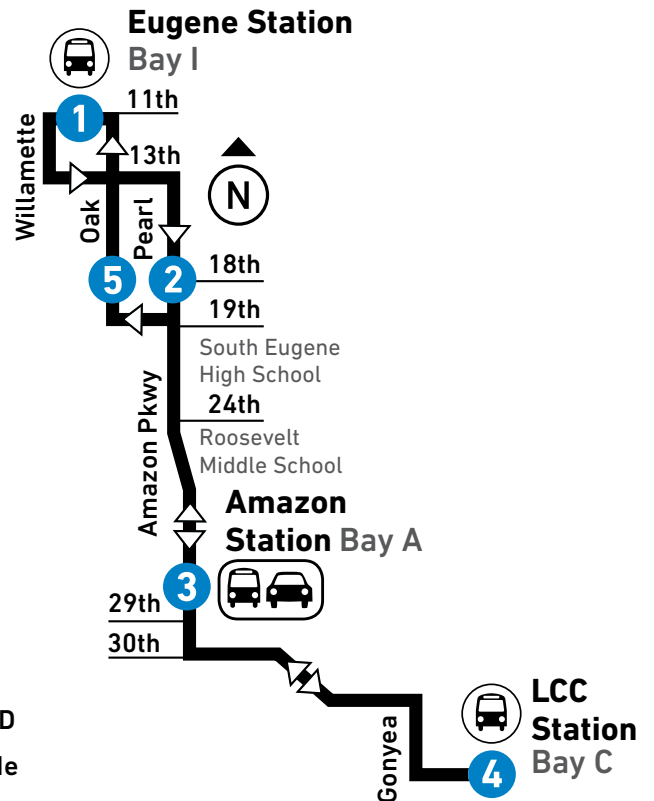 Eugene Station
Bay I
1
11th
Willamette
13th
N
Oak
Pearl
5
2
18th
19th
South Eugene
High School
24th
Amazon Pkwy
Roosevelt
Middle School
Amazon
Station Bay A
3
29th
30th
LCC
Station
Bay C
4
Gonyea
D
le